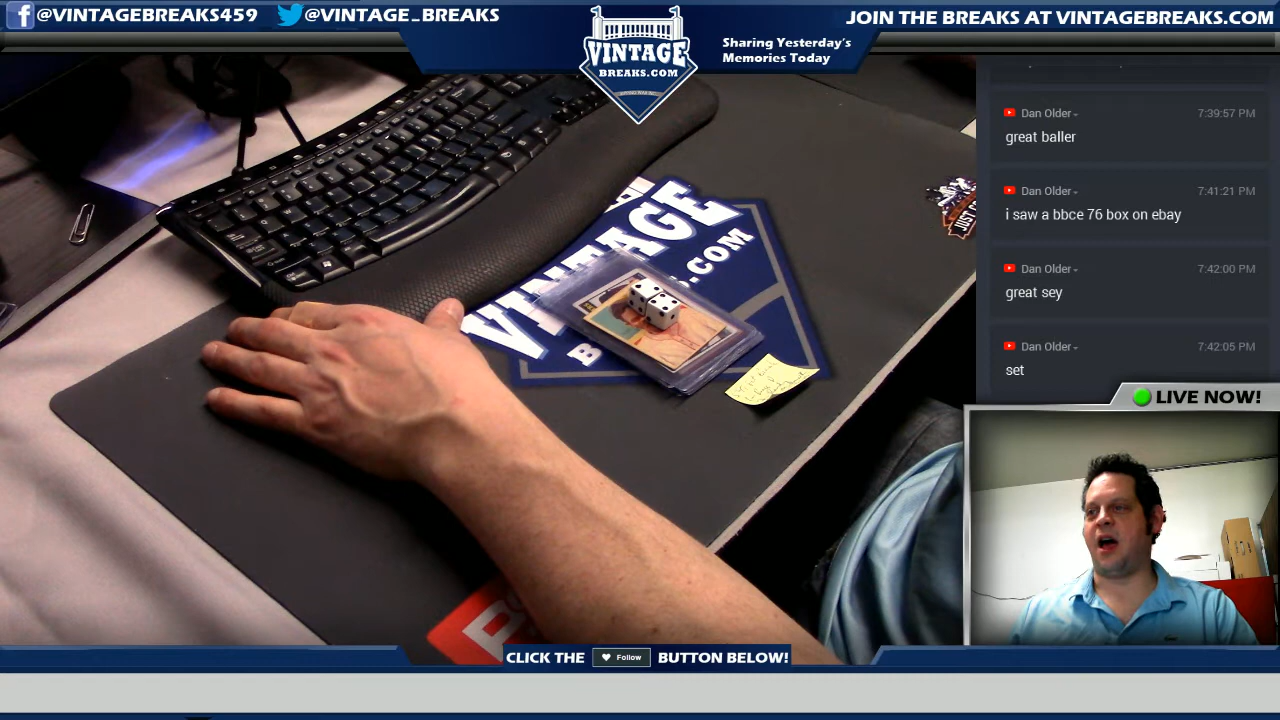 @VINTAGEBREAKS459
@VINTAGE_BREAKS
VINTAGE
BREAKS.COM
Sharing Yesterday's
Memories Today
JOIN THE BREAKS AT VINTAGEBREAKS.COM
Dan Older
7:39:57 PM
great baller
Dan Older
7:41:21 PM
i saw a bbce 76 box on ebay
Dan Older
7:42:00 PM
great sey
Dan Older
7:42:05 PM
set
LIVE NOW!
VINTAGE
B
.COM
JUST
CLICK THE
Follow
BUTTON BELOW!